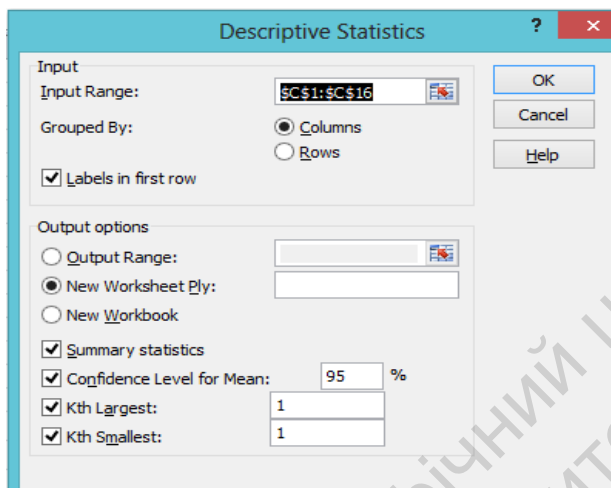 Descriptive Statistics
?
×
Input
Input Range:
$C$1:$C$16
Grouped By:
Columns
Rows
Labels in first row
OK
Cancel
Help
Output options
Output Range:
New Worksheet Ply:
New Workbook
Summary statistics
Confidence Level for Mean:
95
%
Kth Largest:
1
Kth Smallest:
1